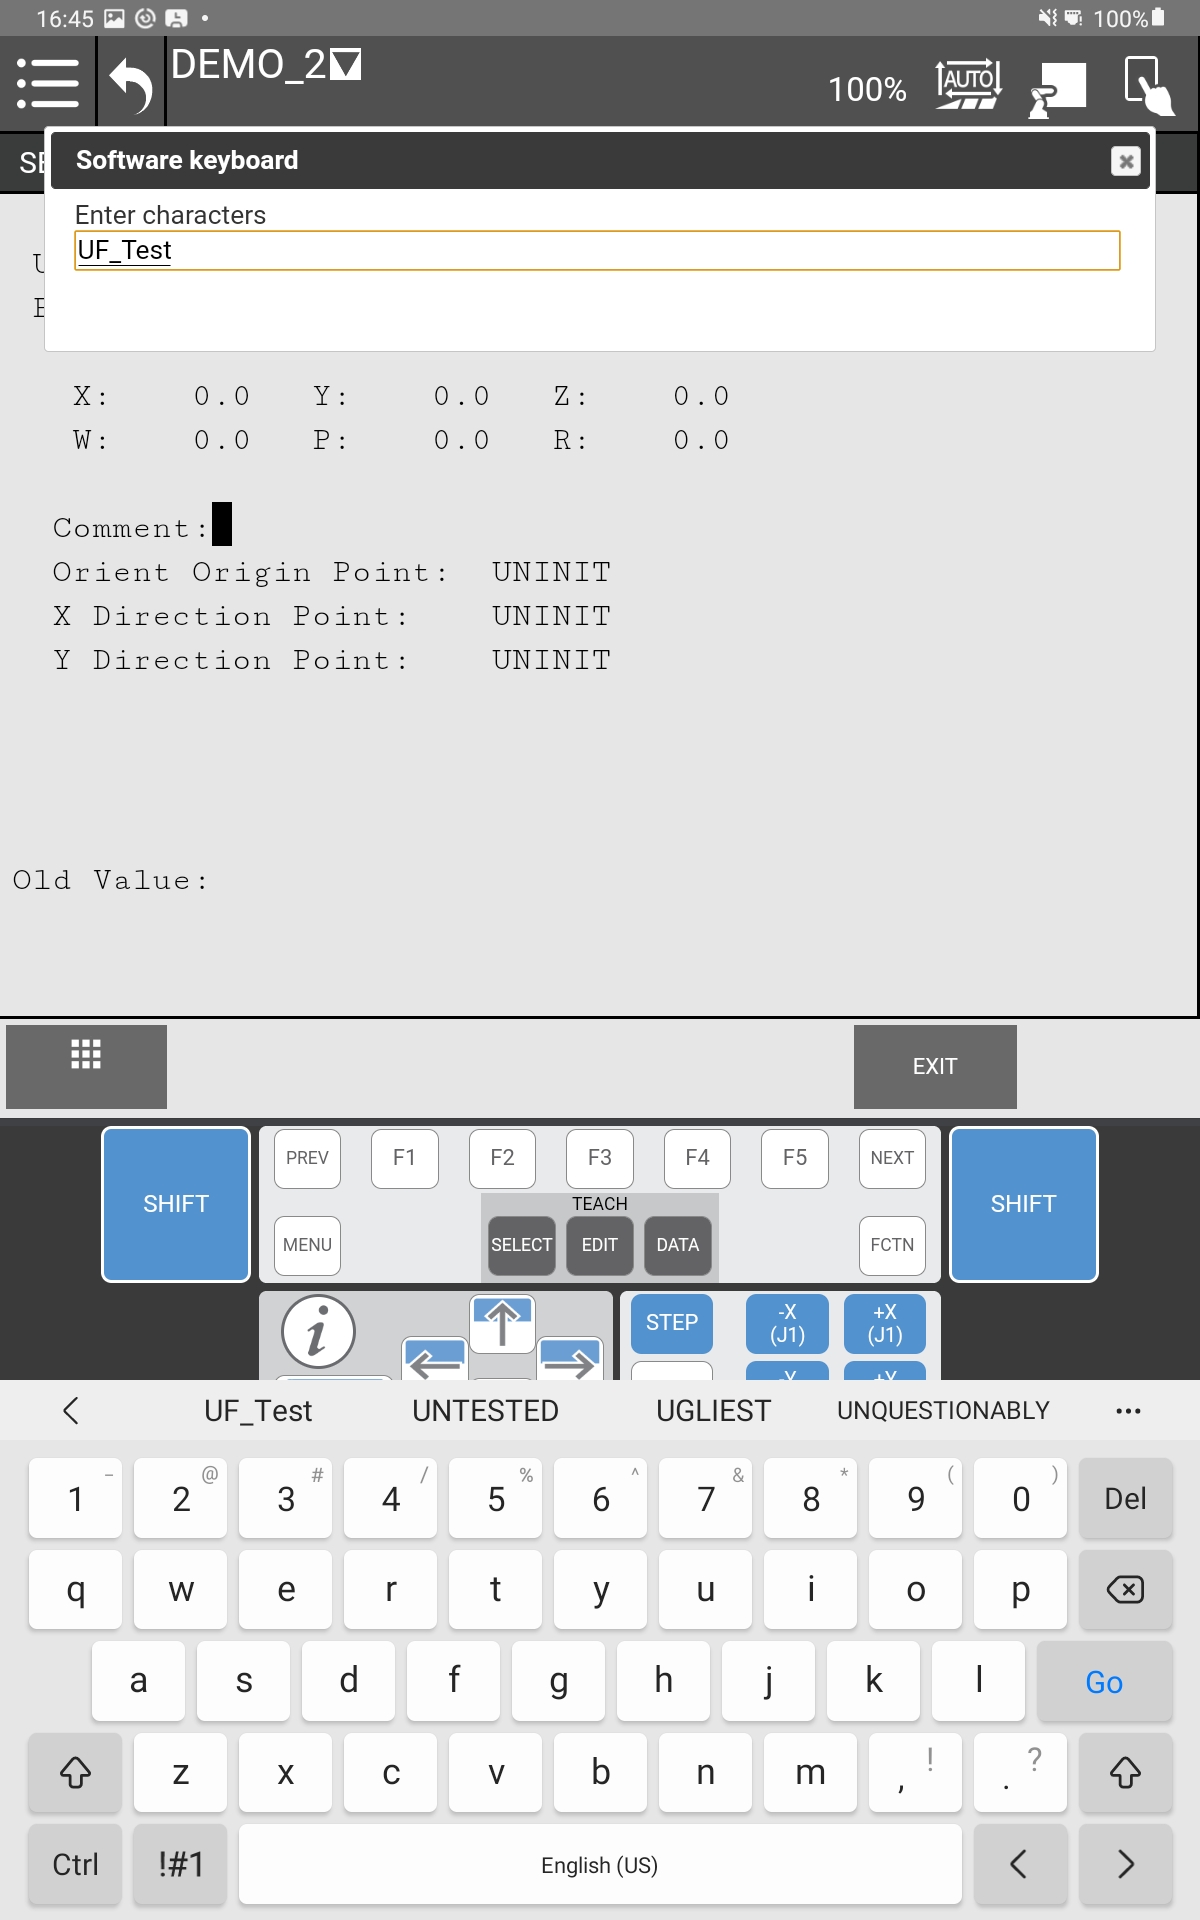 16:45
100%
DEMO_2
100% AUTO
SE
Software keyboard
Enter characters
UF_Test
X: 0.0 Y: 0.0 Z: 0.0
W: 0.0 P: 0.0 R: 0.0
Comment:
Orient Origin Point: UNINIT
X Direction Point: UNINIT
Y Direction Point: UNINIT
Old Value:
EXIT
SHIFT
PREV F1 F2 F3 F4 F5 NEXT
SHIFT
TEACH
MENU SELECT EDIT DATA FCTN
i
STEP
-X
(J1)
+X
(J1)
-Y
+Y
< UF_Test UNTESTED UGLIEST UNQUESTIONABLY ...
1 - 2 @ 3 # 4 / 5 % 6 ^ 7 & 8 * 9 ( 0 ) Del
q w e r t y u i o p
a s d f g h j k l Go
z x c v b n m , ! . ?
Ctrl !#1 English (US) < >